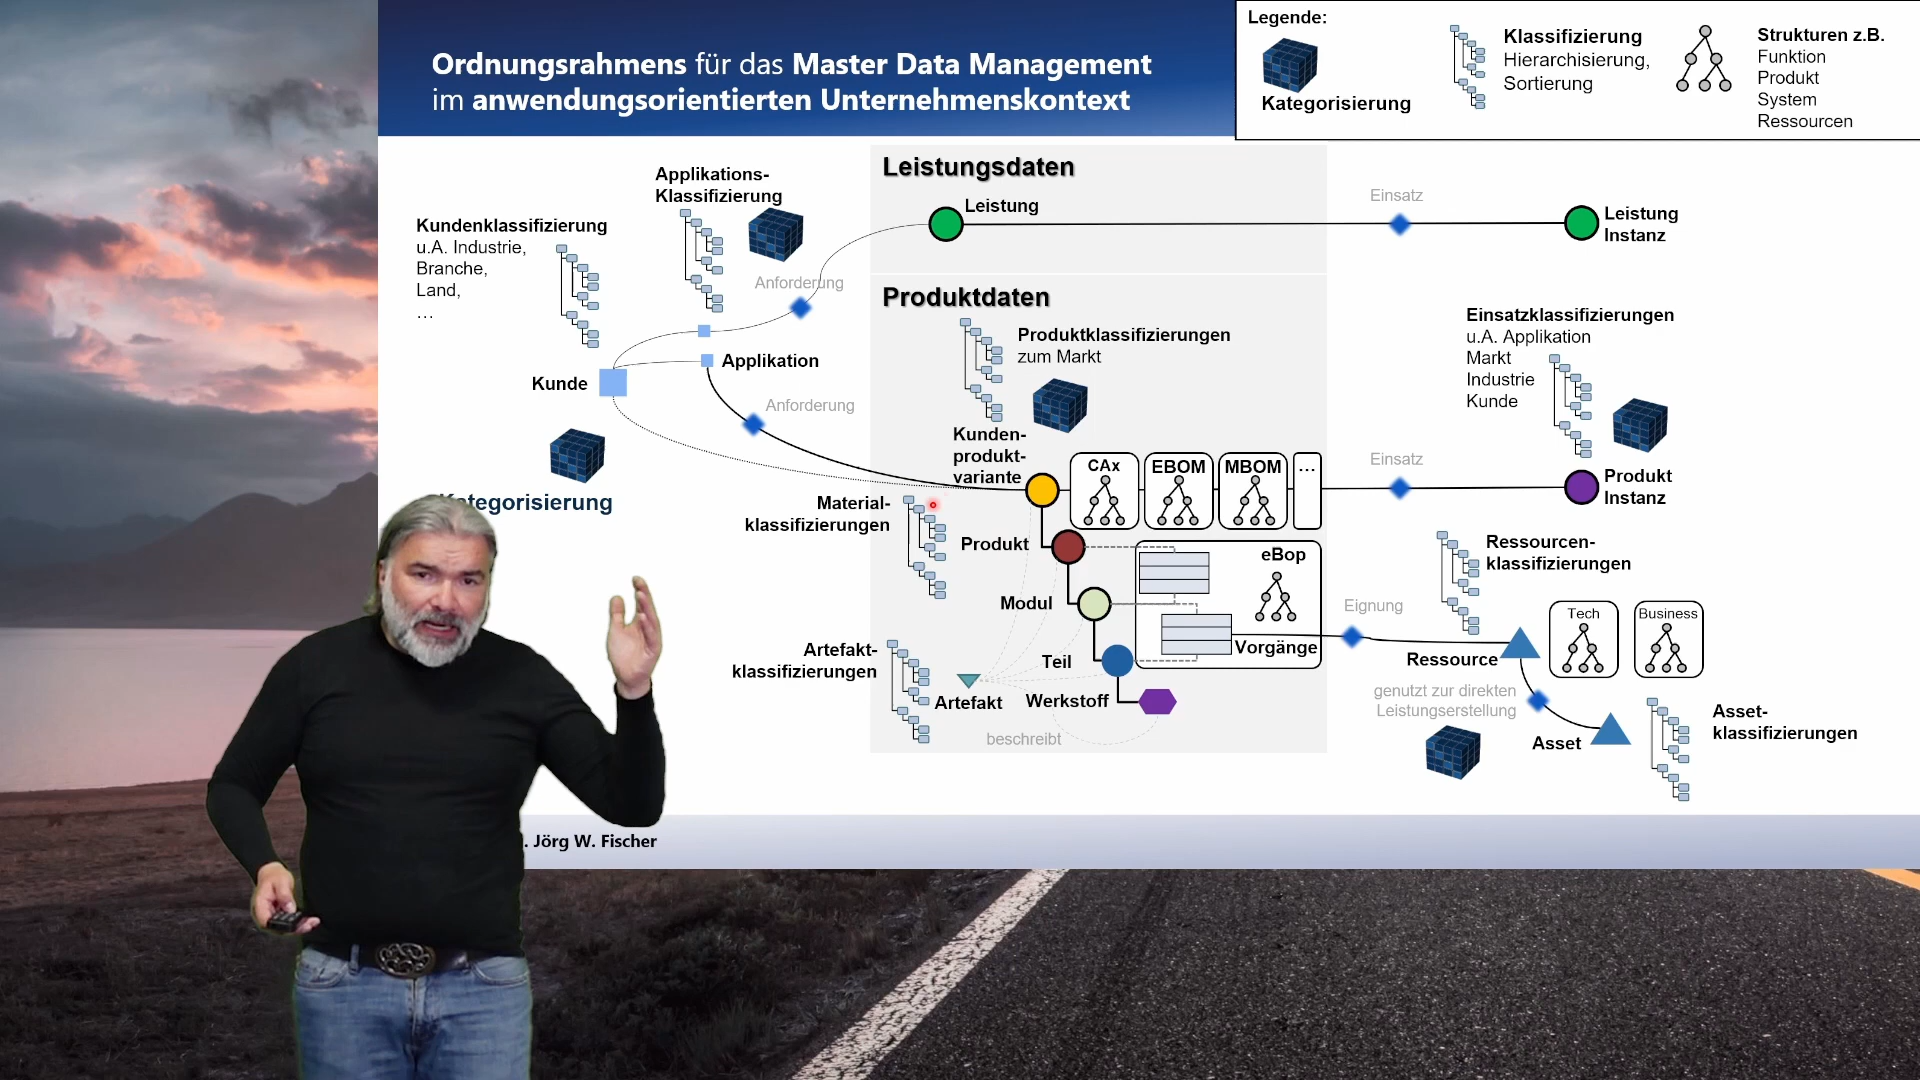 Ordnungsrahmens für das Master Data Management
im anwendungsorientierten Unternehmenskontext
Legende:
Kategorisierung
Klassifizierung
Hierarchisierung,
Sortierung
Strukturen z.B.
Funktion
Produkt
System
Ressourcen
Kundenklassifizierung
u.A. Industrie,
Branche,
Land,
…
Applikations-
Klassifizierung
Anforderung
Kunde
Applikation
Anforderung
Leistungsdaten
Leistung
Einsatz
Leistung
Instanz
Produktdaten
Produktklassifizierungen
zum Markt
Kunden-
produkt-
variante
CAx
EBOM
MBOM
...
Einsatz
Einsatzklassifizierungen
u.A. Applikation
Markt
Industrie
Kunde
Produkt
Instanz
Kategorisierung
Material-
klassifizierungen
Produkt
Modul
Teil
Werkstoff
eBop
Vorgänge
Artefakt-
klassifizierungen
Artefakt
beschreibt
Eignung
Ressourcen-
klassifizierungen
Ressource
Tech
Business
genutzt zur direkten
Leistungserstellung
Asset
Asset-
klassifizierungen
. Jörg W. Fischer